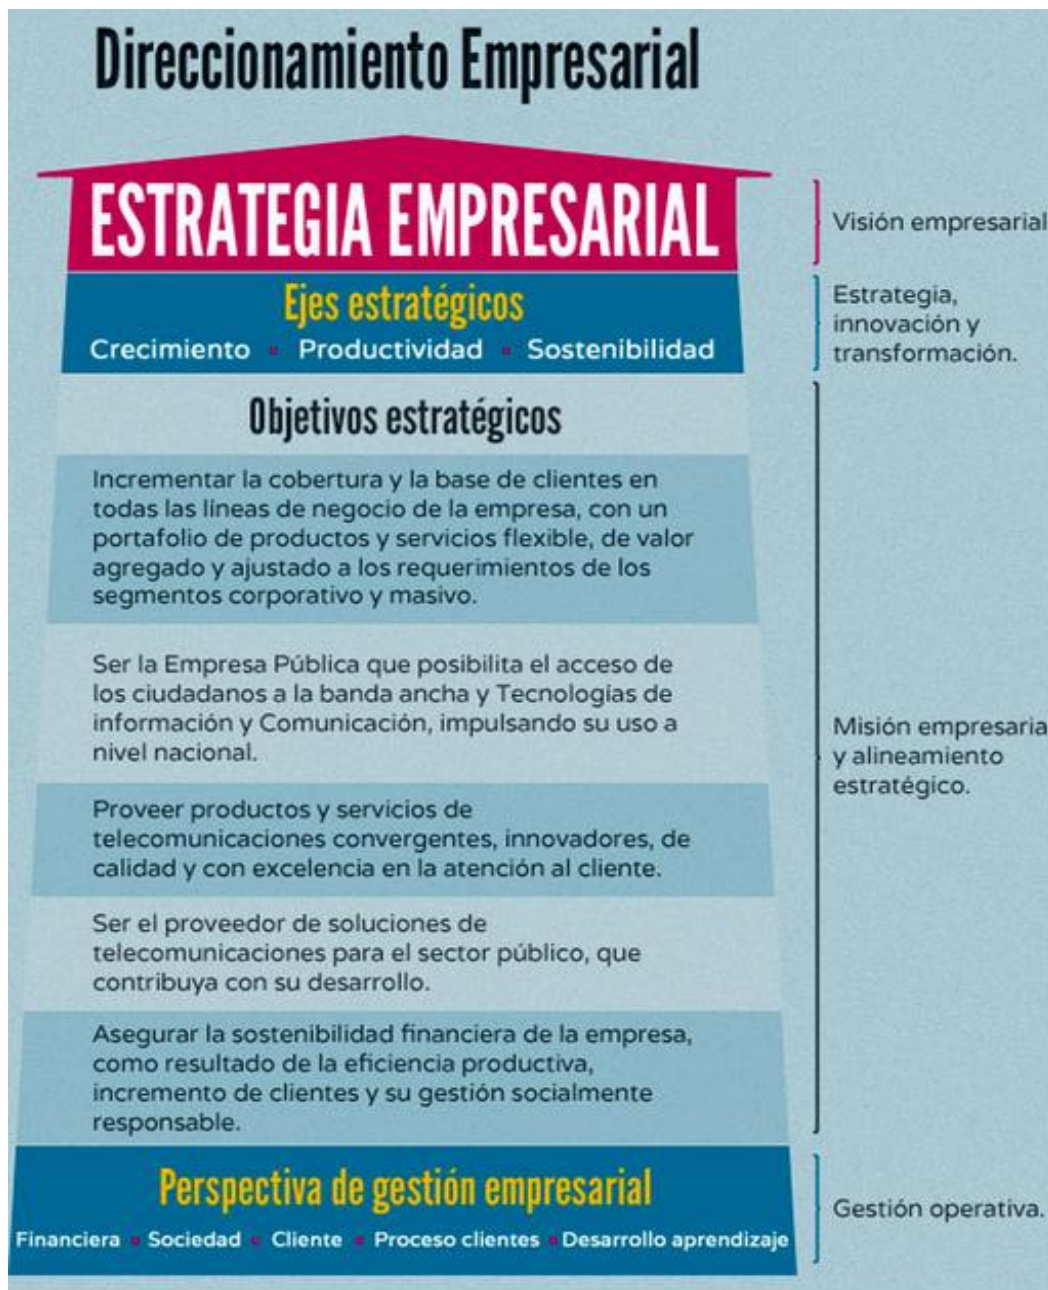 Direccionamiento Empresarial
ESTRATEGIA EMPRESARIAL
Visión empresarial
Ejes estratégicos
Crecimiento ▪ Productividad ▪ Sostenibilidad
Estrategia,
innovación y
transformación.
Objetivos estratégicos
Incrementar la cobertura y la base de clientes en
todas las líneas de negocio de la empresa, con un
portafolio de productos y servicios flexible, de valor
agregado y ajustado a los requerimientos de los
segmentos corporativo y masivo.
Ser la Empresa Pública que posibilita el acceso de
los ciudadanos a la banda ancha y Tecnologías de
información y Comunicación, impulsando su uso a
nivel nacional.
Proveer productos y servicios de
telecomunicaciones convergentes, innovadores, de
calidad y con excelencia en la atención al cliente.
Ser el proveedor de soluciones de
telecomunicaciones para el sector público, que
contribuya con su desarrollo.
Asegurar la sostenibilidad financiera de la empresa,
como resultado de la eficiencia productiva,
incremento de clientes y su gestión socialmente
responsable.
Misión empresaria
y alineamiento
estratégico.
Perspectiva de gestión empresarial
Financiera ▪ Sociedad ▪ Cliente ▪ Proceso clientes ▪ Desarrollo aprendizaje
Gestión operativa.